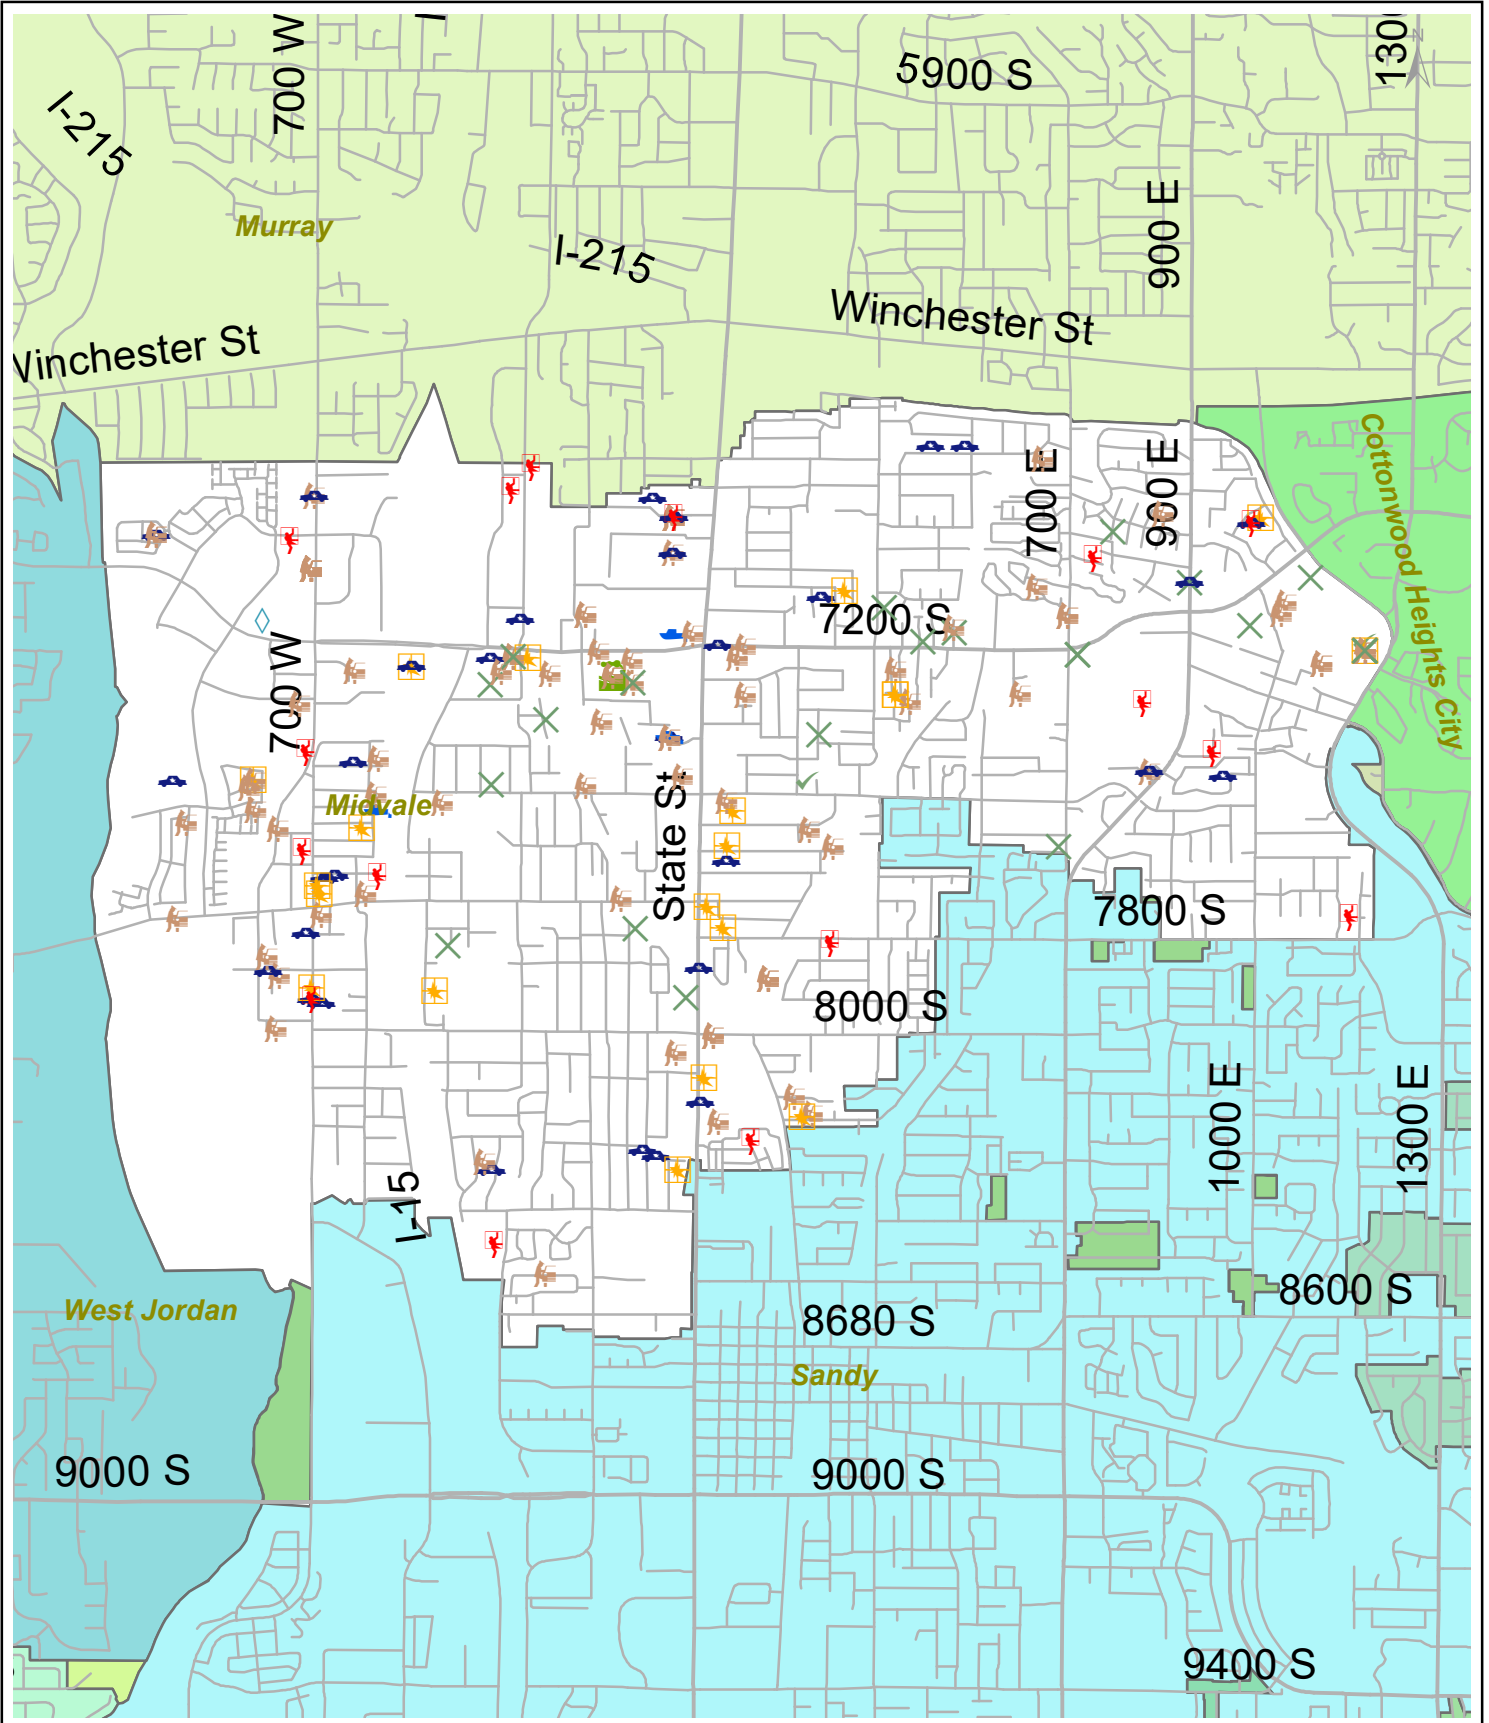 700 W
1300
5900 S
I-215
Murray
900 E
I-215
Winchester St
Winchester St
Cottonwood Heights City
700 E
900 E
7200 S
700 W
Midvale
State St
7800 S
8000 S
1000 E
1300 E
I-15
8600 S
West Jordan
8680 S
Sandy
9000 S
9000 S
9400 S